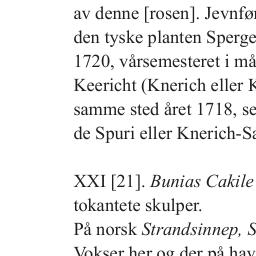 av denne [rosen]. Jevnfø
den tyske planten Sperge
1720, vårsemesteret i må
Keericht (Knerich eller K
samme sted året 1718, se
de Spuri eller Knerich-Sa
XXI [21]. Bunias Cakile
tokantete skulper.
På norsk Strandsinnep, S
Vokser her og der på hav